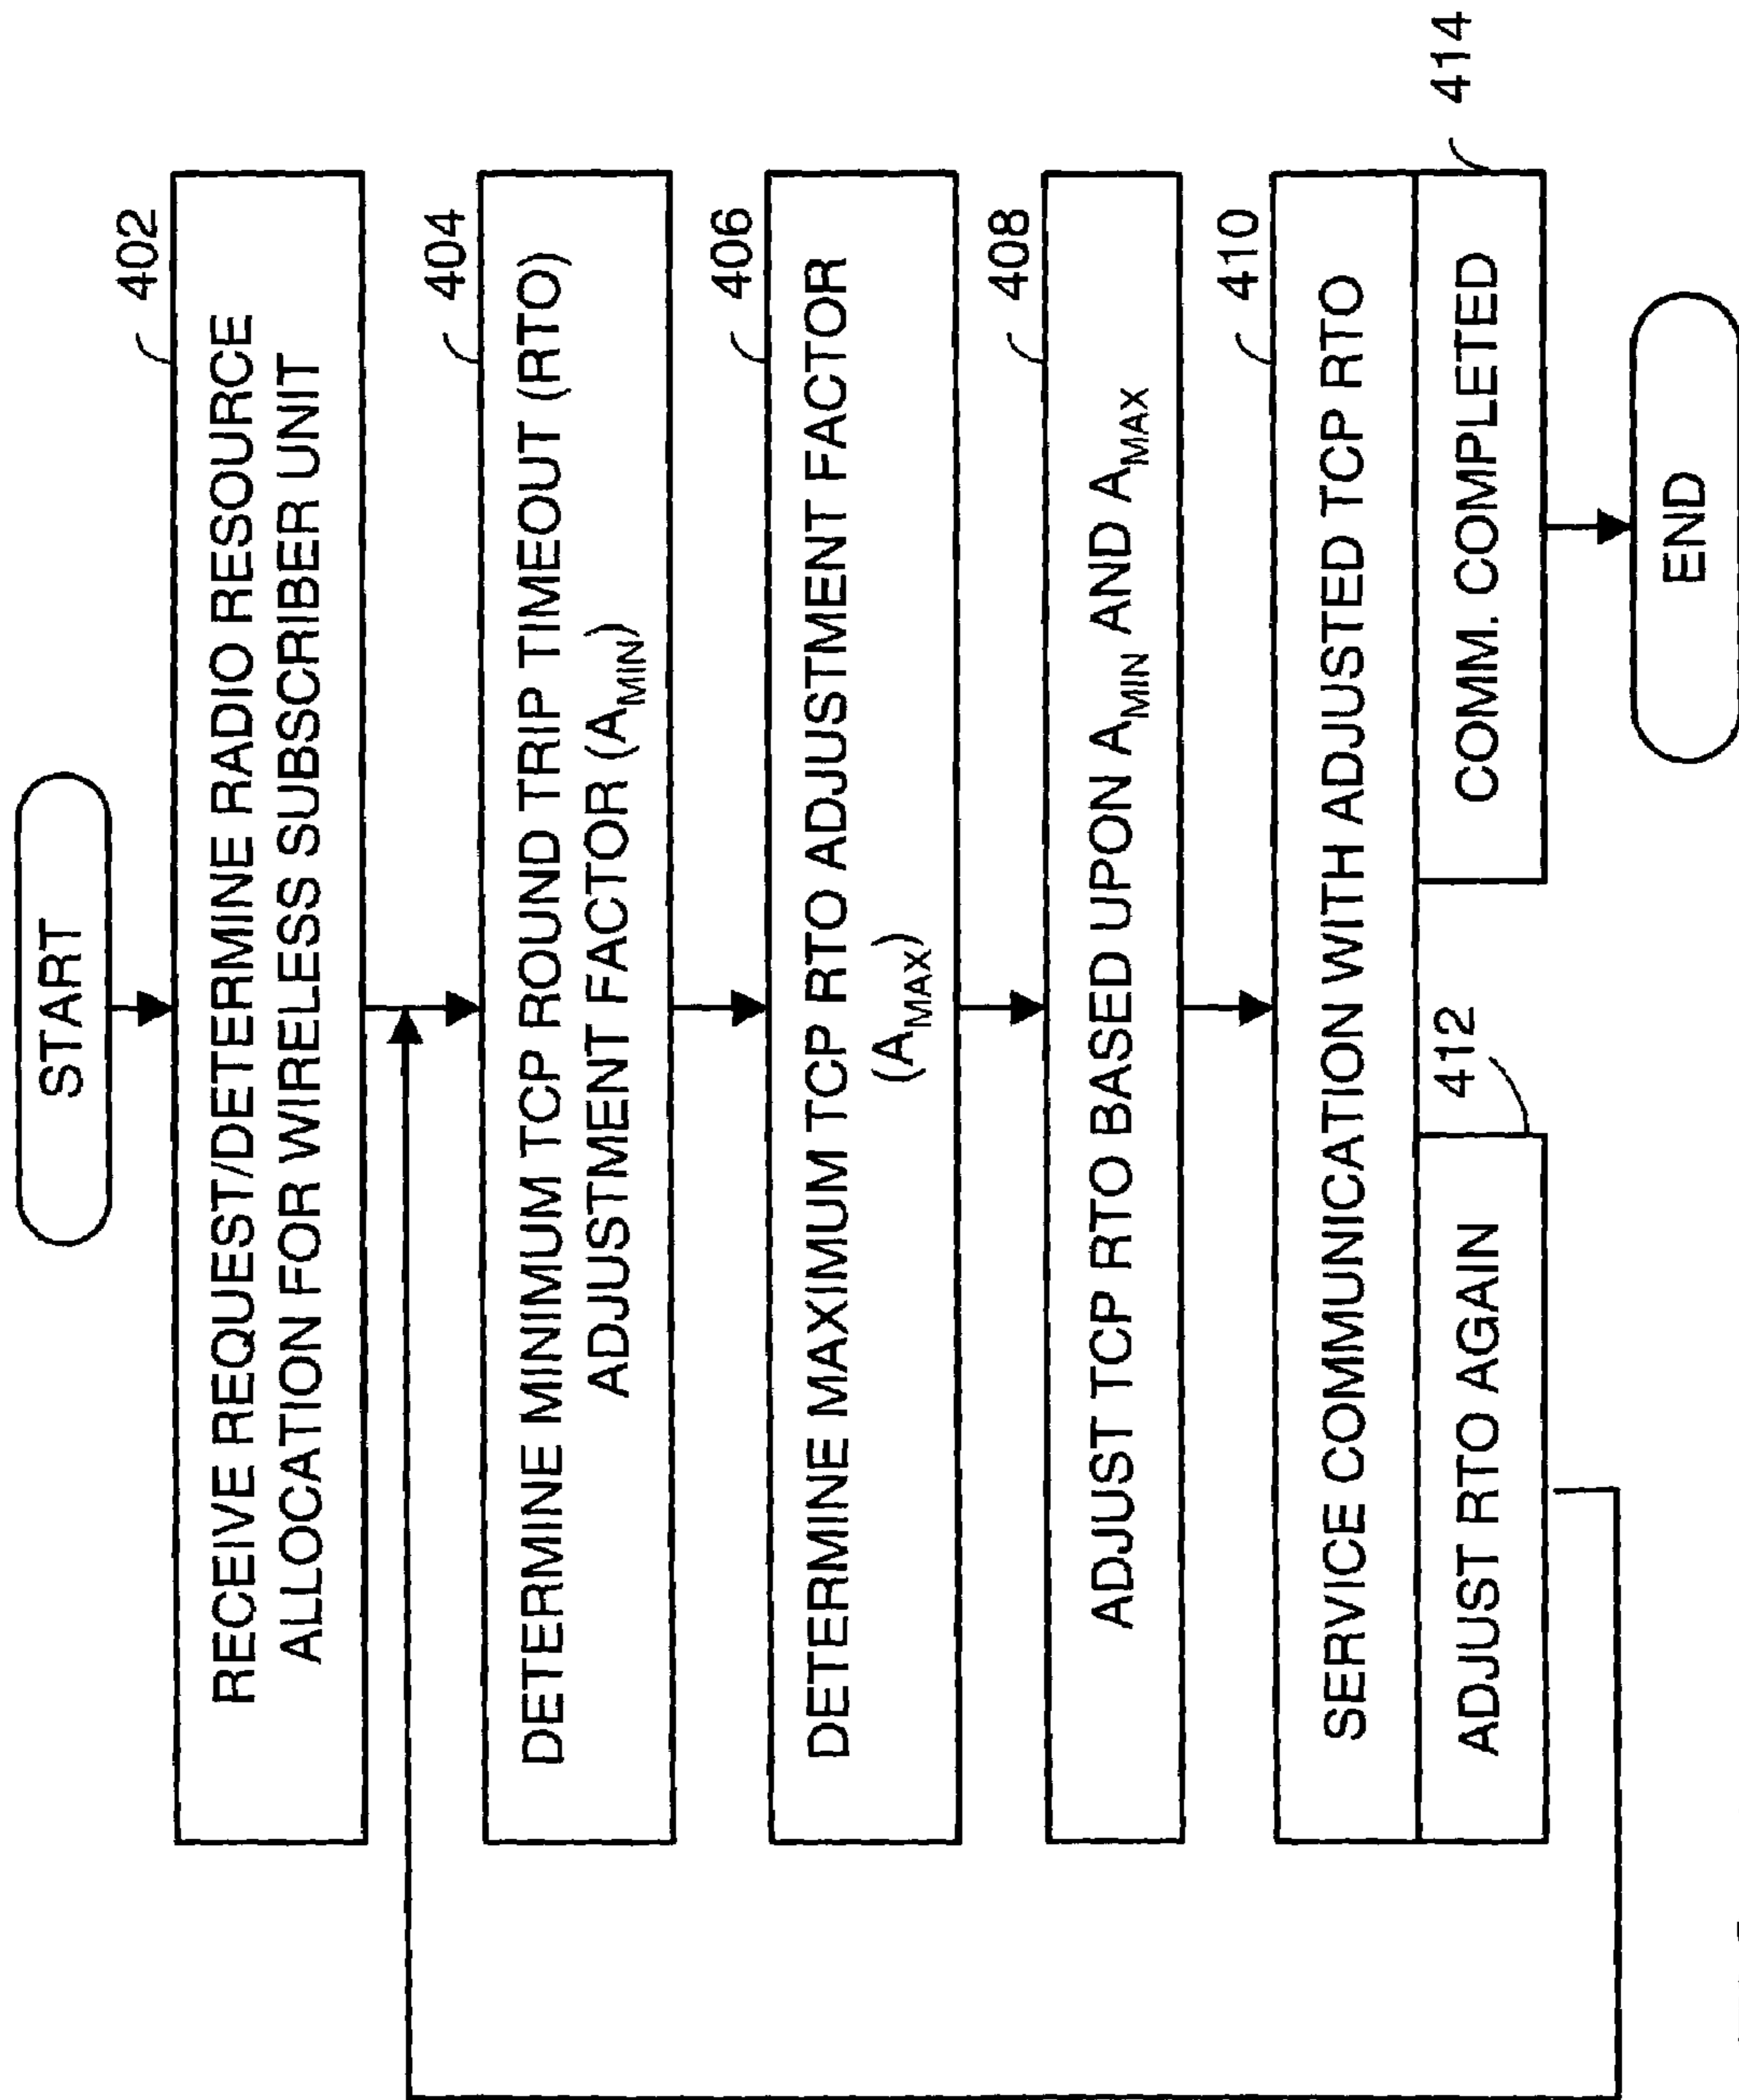 START
402
RECEIVE REQUEST/DETERMINE RADIO RESOURCE
ALLOCATION FOR WIRELESS SUBSCRIBER UNIT
404
DETERMINE MINIMUM TCP ROUND TRIP TIMEOUT (RTO)
ADJUSTMENT FACTOR (AMIN)
406
DETERMINE MAXIMUM TCP RTO ADJUSTMENT FACTOR
(AMAX)
408
ADJUST TCP RTO BASED UPON AMIN AND AMAX
410
SERVICE COMMUNICATION WITH ADJUSTED TCP RTO
412
ADJUST RTO AGAIN
COMM. COMPLETED
414
END